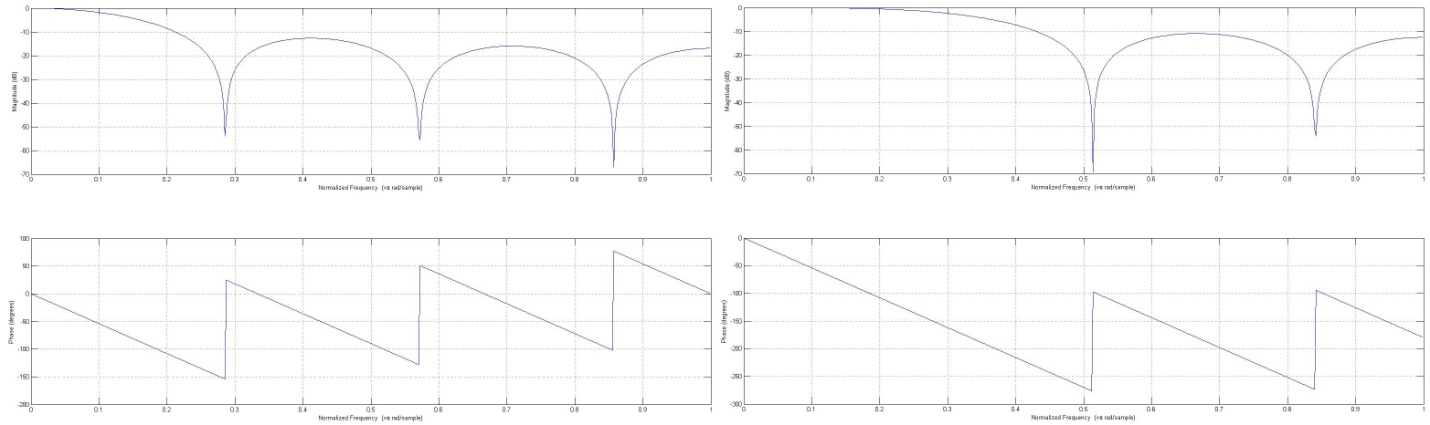 0
-10
-20
-30
-40
-50
-60
-70
Magnitude (dB)
0 0.1 0.2 0.3 0.4 0.5 0.6 0.7 0.8 0.9 1
Normalized Frequency (×π rad/sample)
0
-10
-20
-30
-40
-50
-60
-70
Magnitude (dB)
0 0.1 0.2 0.3 0.4 0.5 0.6 0.7 0.8 0.9 1
Normalized Frequency (×π rad/sample)
100
50
0
-50
-100
-150
-200
Phase (degrees)
0 0.1 0.2 0.3 0.4 0.5 0.6 0.7 0.8 0.9 1
Normalized Frequency (×π rad/sample)
0
-50
-100
-150
-200
-250
-300
Phase (degrees)
0 0.1 0.2 0.3 0.4 0.5 0.6 0.7 0.8 0.9 1
Normalized Frequency (×π rad/sample)